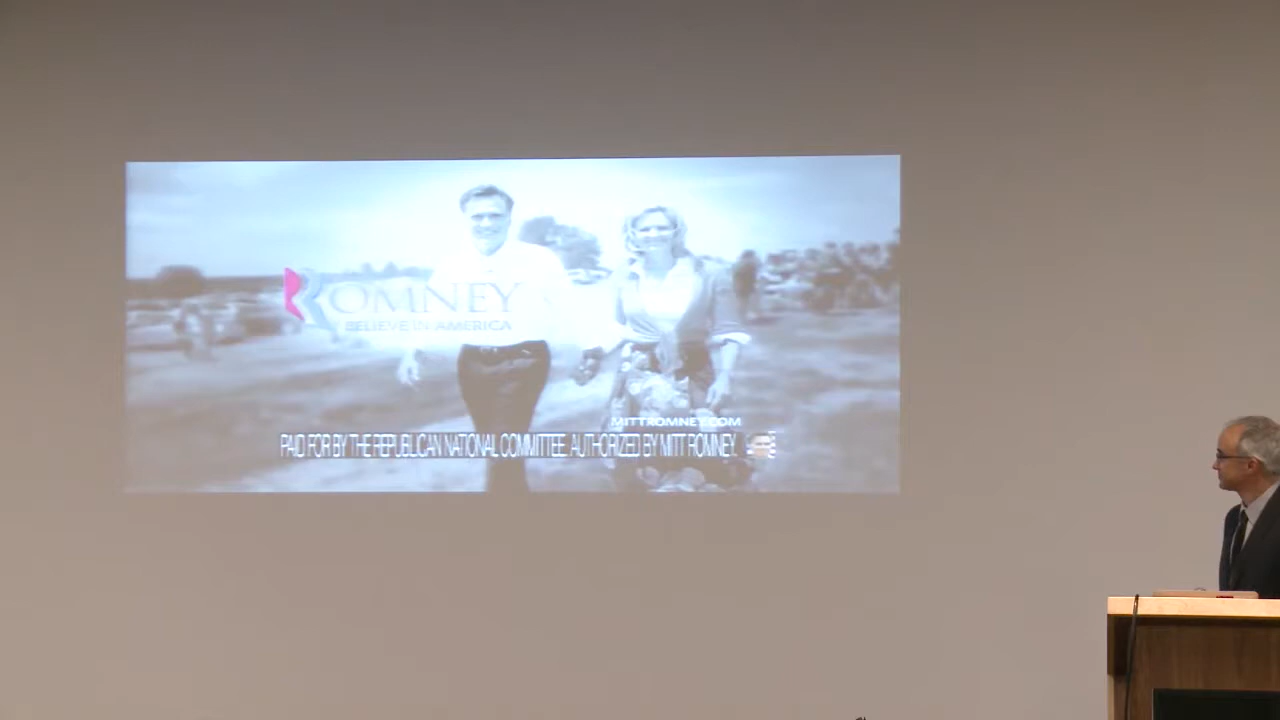 ROMNEY
BELIEVE IN AMERICA
MITTROMNEY.COM
PAID FOR BY THE REPUBLICAN NATIONAL COMMITTEE. AUTHORIZED BY MITT ROMNEY.